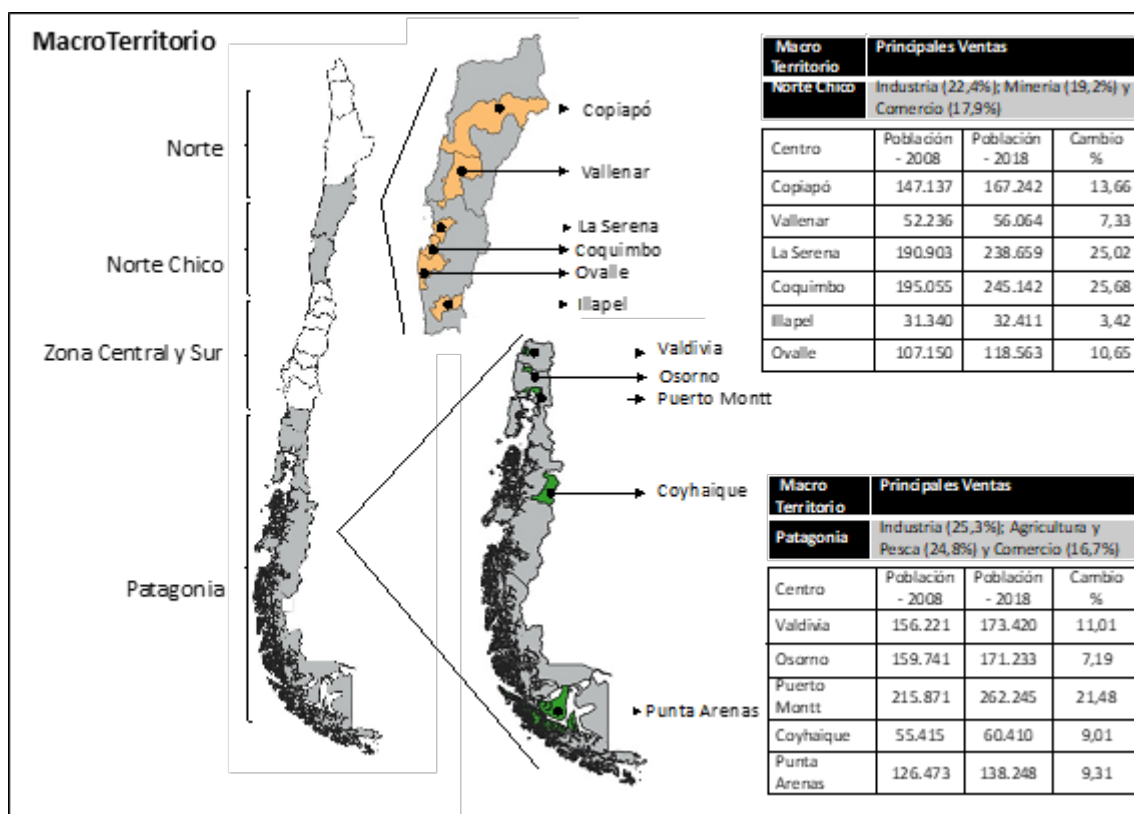 MacroTerritorio
Norte
Norte Chico
Zona Central y Sur
Patagonia
Copiapó
Vallenar
La Serena
Coquimbo
Ovalle
Illapel
Valdivia
Osorno
Puerto Montt
Coyhaique
Punta Arenas
Macro Principales Ventas
Territorio
Norte Chico Industria (22,4%); Minería (19,2%) y
Comercio (17,9%)
Centro Población Población Cambio
- 2008 - 2018 %
Copiapó 147.137 167.242 13,66
Vallenar 52.236 56.064 7,33
La Serena 190.903 238.659 25,02
Coquimbo 195.055 245.142 25,68
Illapel 31.340 32.411 3,42
Ovalle 107.150 118.563 10,65
Macro Principales Ventas
Territorio
Patagonia Industria (25,3%); Agricultura y
Pesca (24,8%) y Comercio (16,7%)
Centro Población Población Cambio
- 2008 - 2018 %
Valdivia 156.221 173.420 11,01
Osorno 159.741 171.233 7,19
Puerto
Montt 215.871 262.245 21,48
Coyhaique 55.415 60.410 9,01
Punta
Arenas 126.473 138.248 9,31